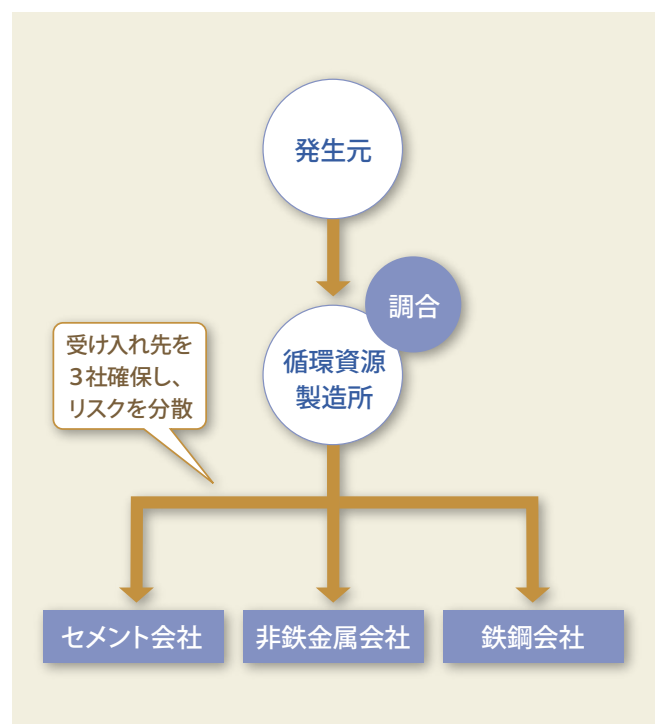 発生元
調合
循環資源
製造所
受け入れ先を
3社確保し、
リスクを分散
セメント会社
非鉄金属会社
鉄鋼会社